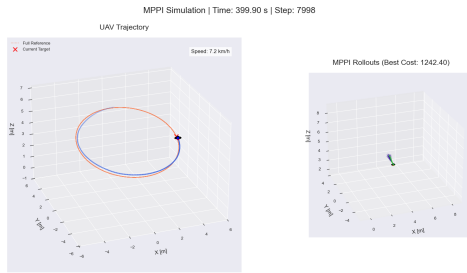 MPPI Simulation | Time: 399.90 s | Step: 7998
UAV Trajectory
Full Reference
Current Target
Speed: 7.2 km/h
Z [m]
Y [m]
X [m]
MPPI Rollouts (Best Cost: 1242.40)
Z [m]
Y [m]
X [m]